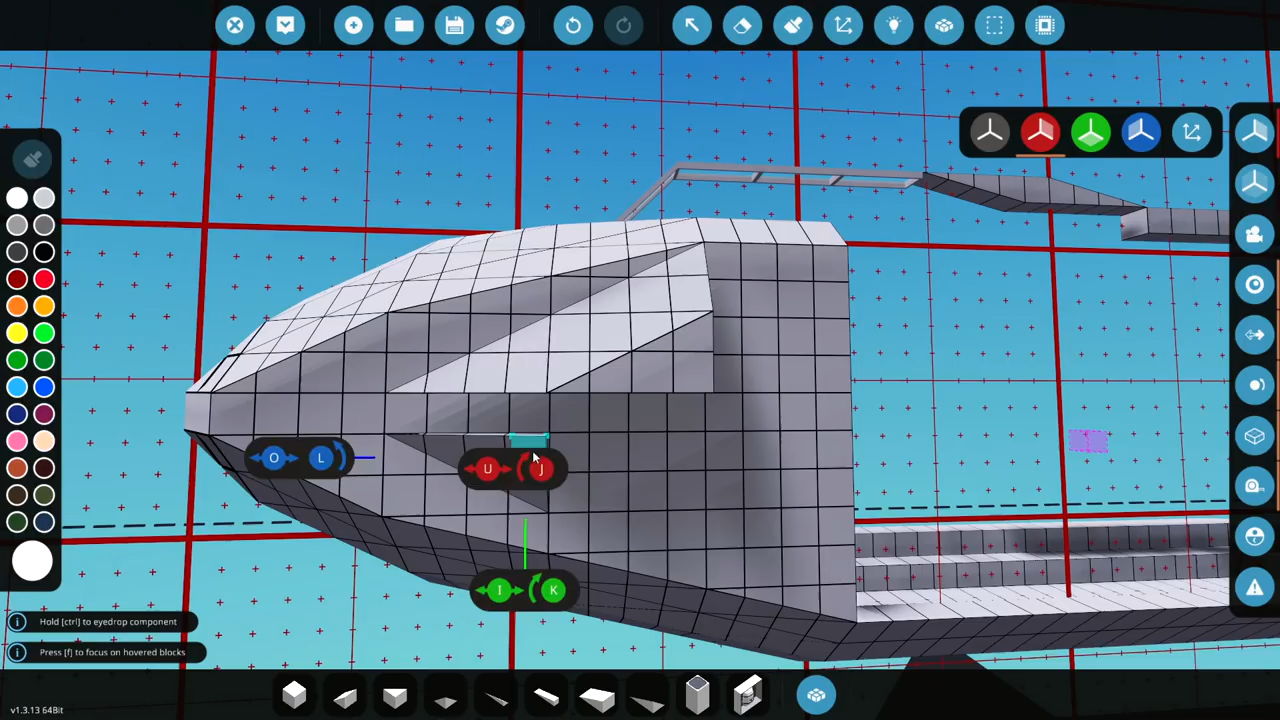 O L
U J
I K
Hold [ctrl] to eyedrop component
Press [f] to focus on hovered blocks
v1.3.13 64Bit